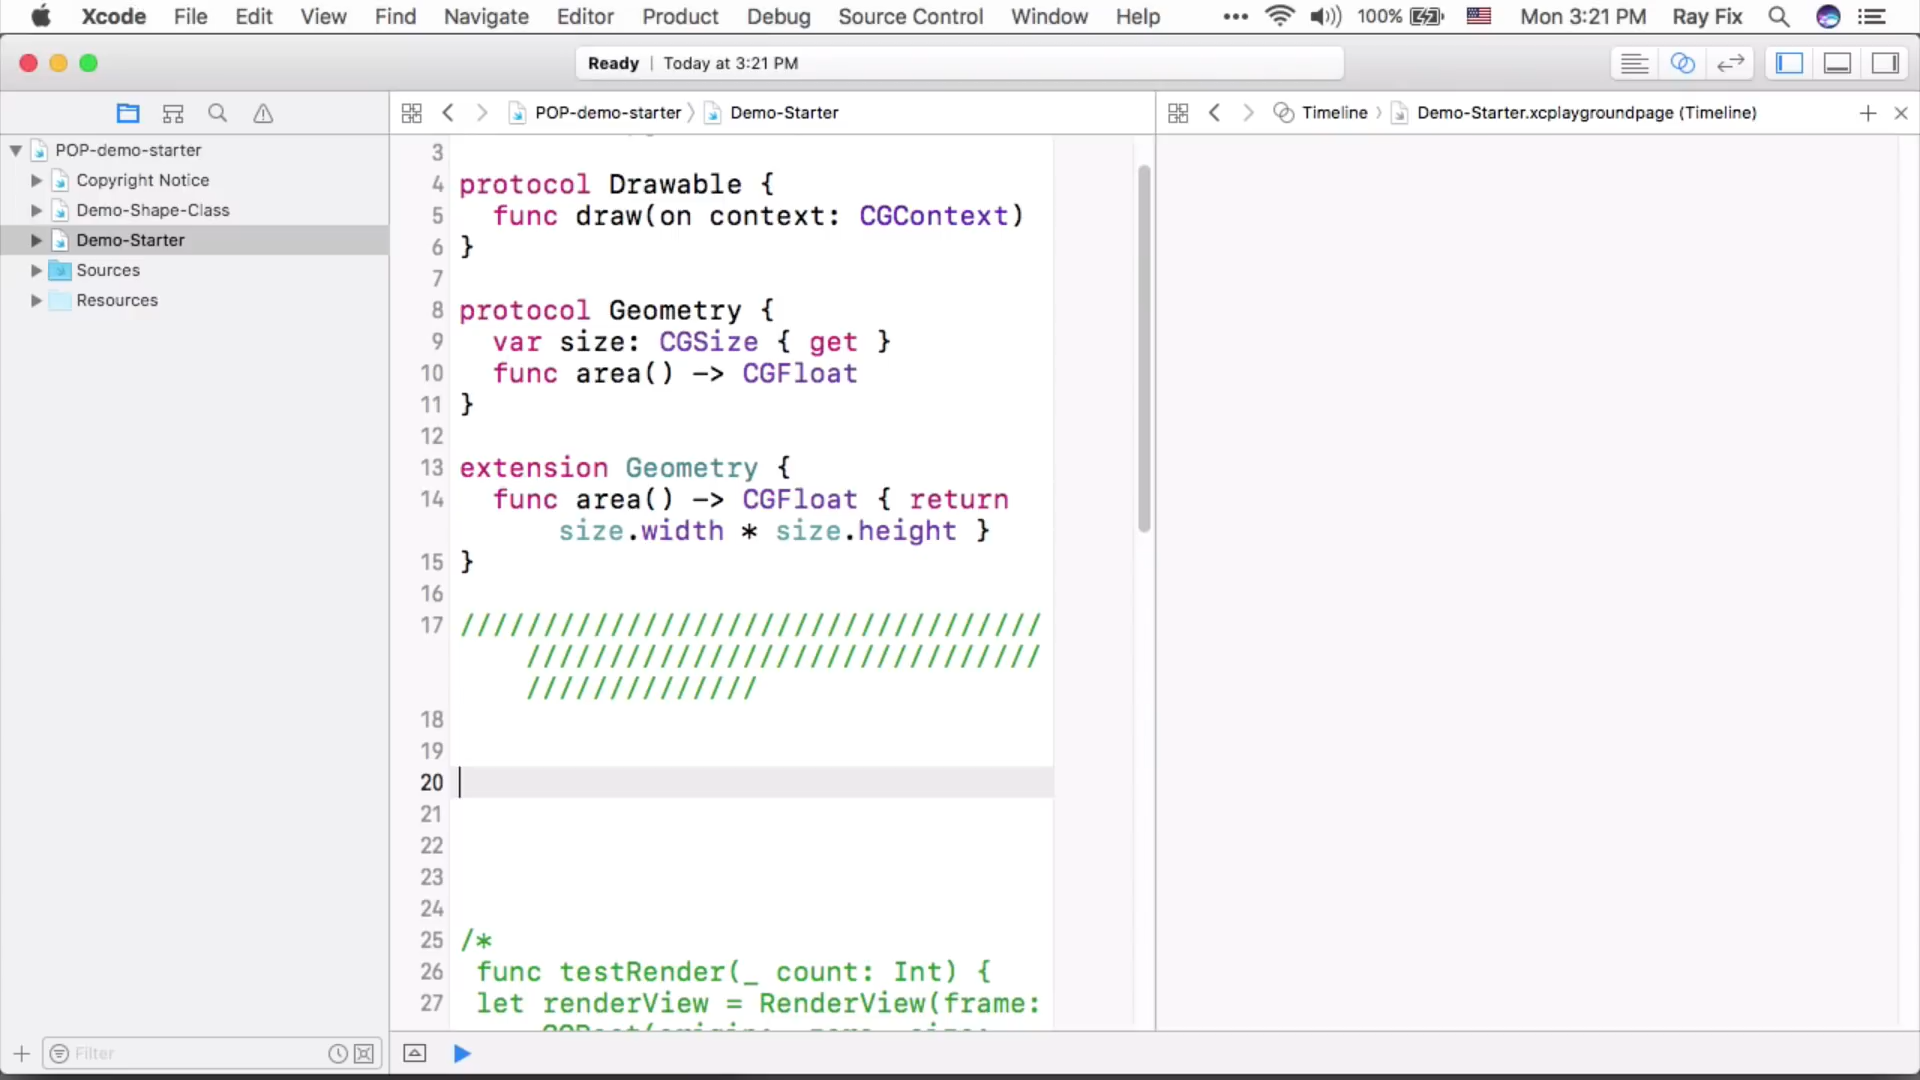 Xcode File Edit View Find Navigate Editor Product Debug Source Control Window Help 100% Mon 3:21 PM Ray Fix
Ready | Today at 3:21 PM
POP-demo-starter Demo-Starter
Timeline Demo-Starter.xcplaygroundpage (Timeline)
POP-demo-starter
Copyright Notice
Demo-Shape-Class
Demo-Starter
Sources
Resources
3
4 protocol Drawable {
5 func draw(on context: CGContext)
6 }
7
8 protocol Geometry {
9 var size: CGSize { get }
10 func area() -> CGFloat
11 }
12
13 extension Geometry {
14 func area() -> CGFloat { return
size.width * size.height }
15 }
16
17 ///////////////////////////////////
///////////////////////////////
//////////////
18
19
20
21
22
23
24
25 /*
26 func testRender(_ count: Int) {
27 let renderView = RenderView(frame:
Filter